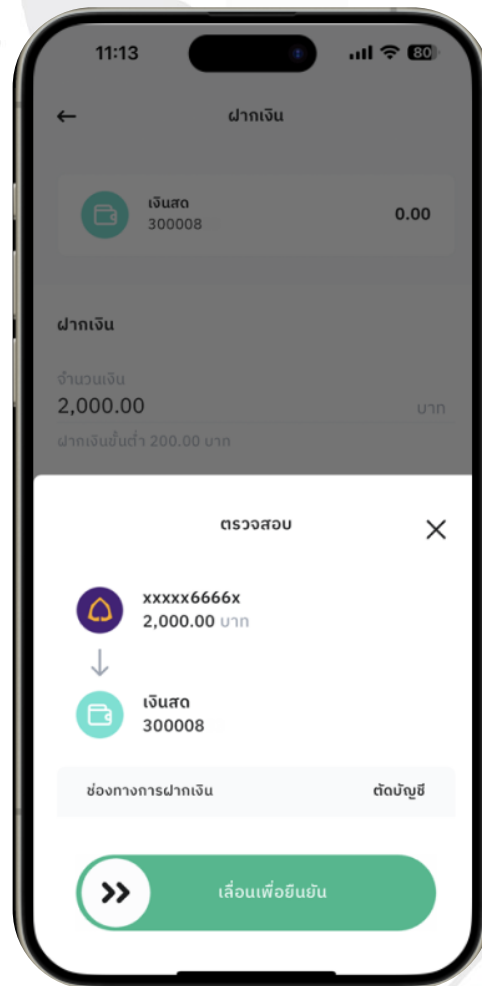 11:13
80
ฝากเงิน
เงินสด
300008
0.00
ฝากเงิน
จำนวนเงิน
2,000.00
บาท
ฝากเงินขั้นต่ำ 200.00 บาท
ตรวจสอบ
xxxxx6666x
2,000.00 บาท
เงินสด
300008
ช่องทางการฝากเงิน
ตัดบัญชี
เลื่อนเพื่อยืนยัน